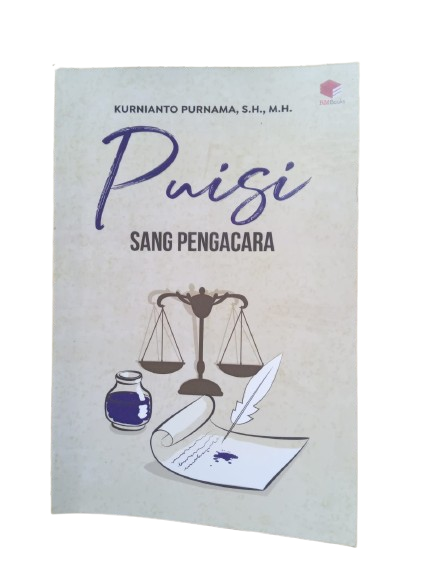 KURNIANTO PURNAMA, S.H., M.H.
Puisi
SANG PENGACARA